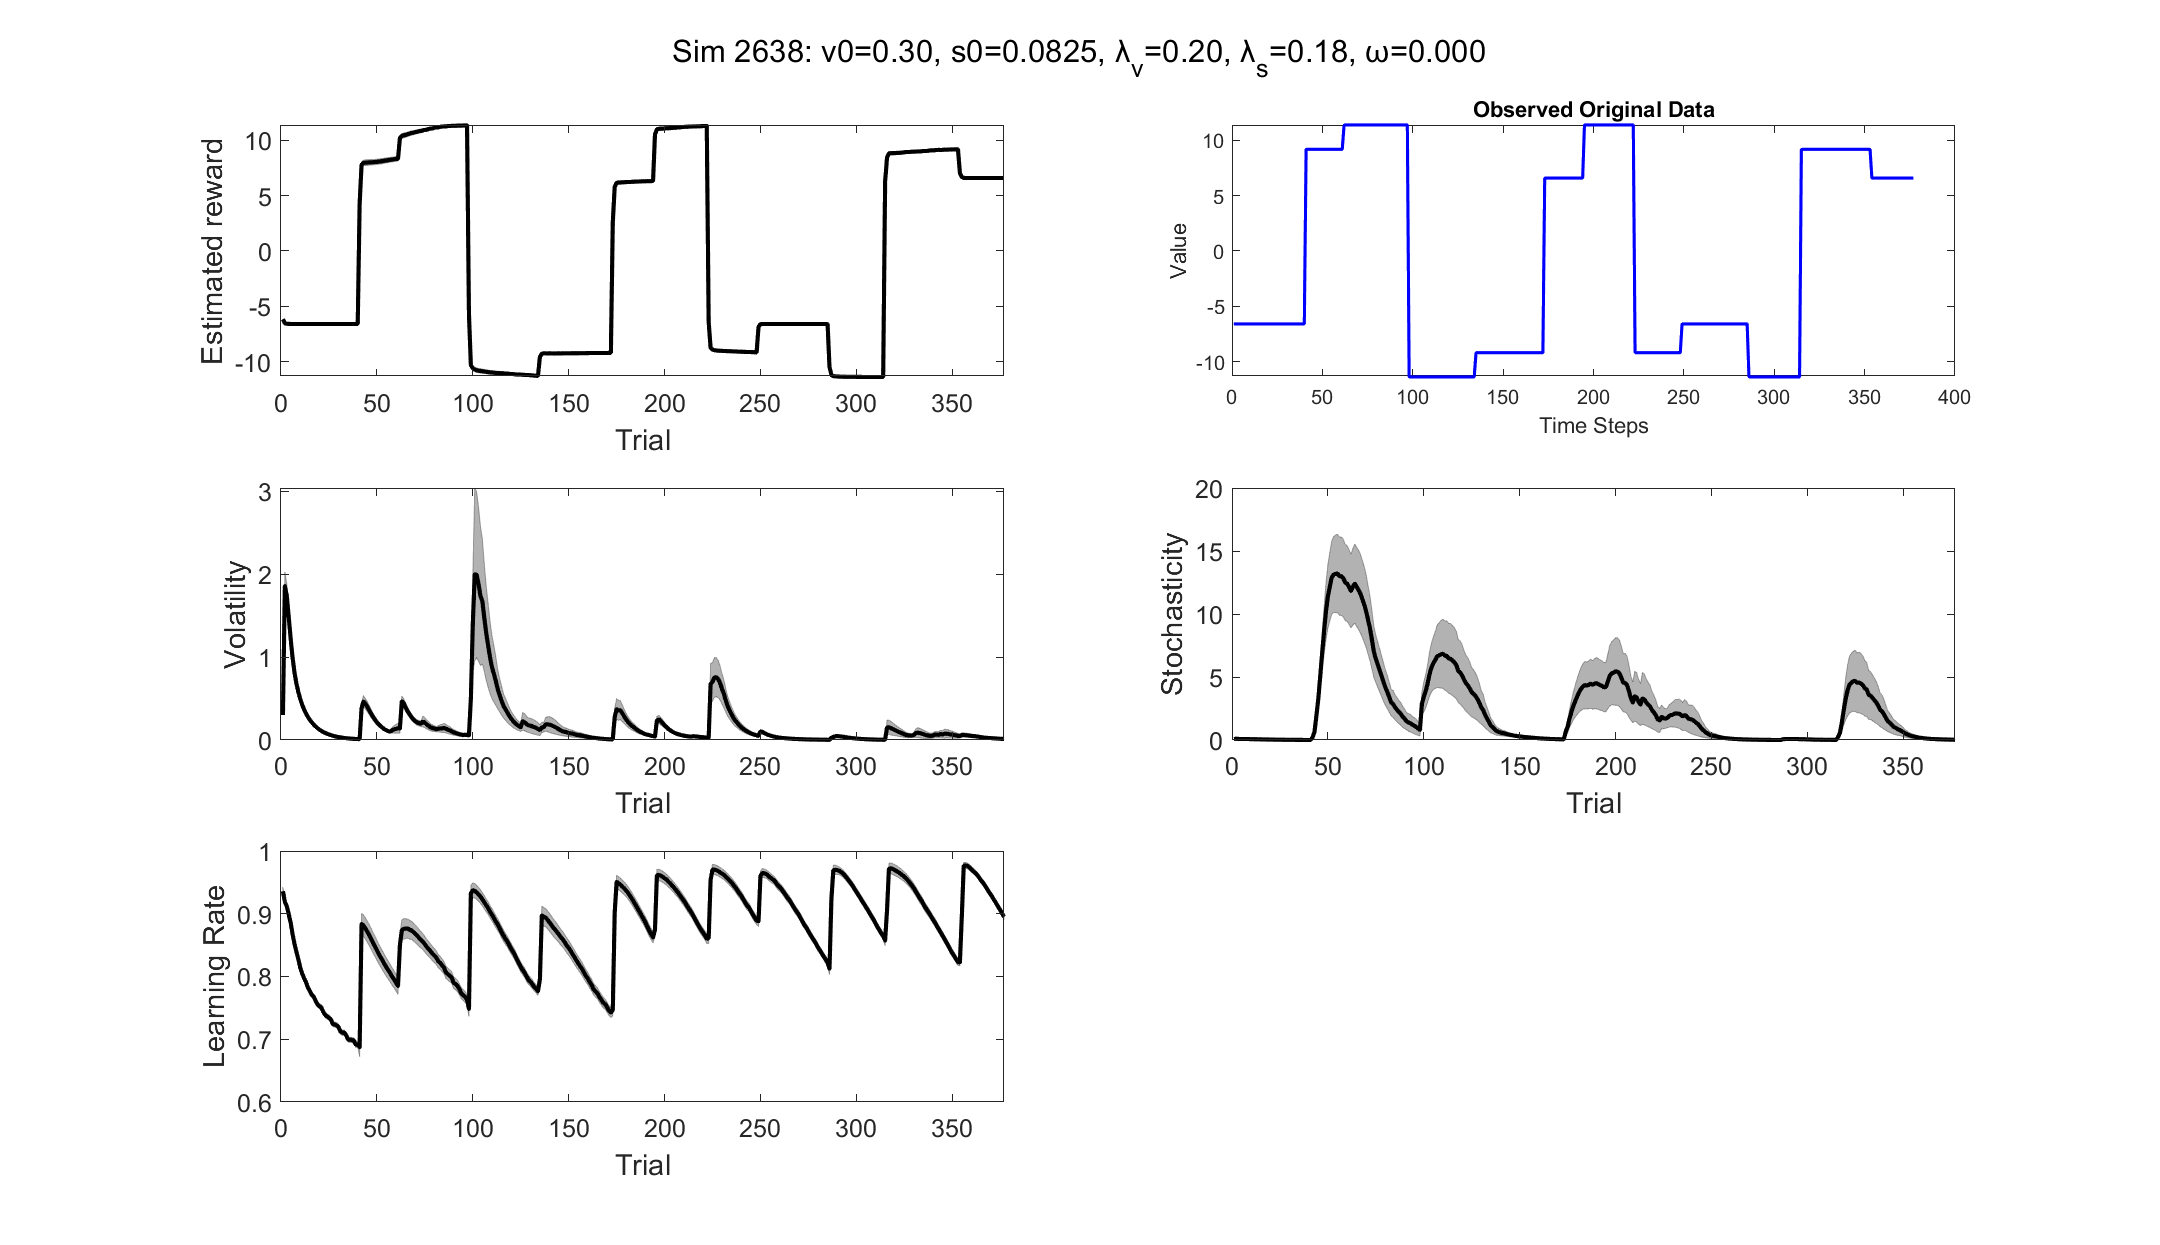 Sim 2638: v0=0.30, s0=0.0825, λ_v=0.20, λ_s=0.18, ω=0.000
Estimated reward
10
5
0
-5
-10
0 50 100 150 200 250 300 350
Trial
Observed Original Data
Value
10
5
0
-5
-10
0 50 100 150 200 250 300 350 400
Time Steps
Volatility
3
2
1
0
0 50 100 150 200 250 300 350
Trial
Stochasticity
20
15
10
5
0
0 50 100 150 200 250 300 350
Trial
Learning Rate
1
0.9
0.8
0.7
0.6
0 50 100 150 200 250 300 350
Trial